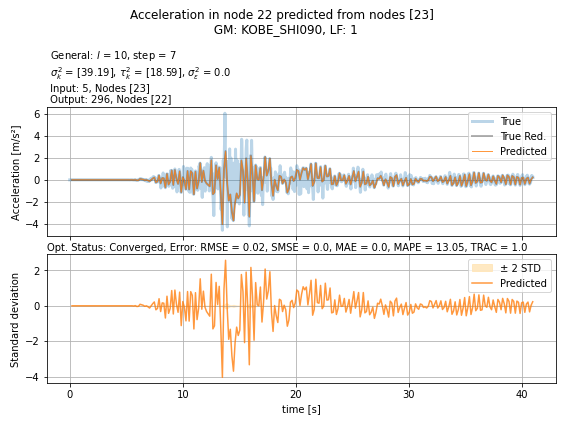 Acceleration in node 22 predicted from nodes [23]
GM: KOBE_SHI090, LF: 1
General: l = 10, step = 7
σ²ₖ = [39.19], τ²ₖ = [18.59], σ²ε = 0.0
Input: 5, Nodes [23]
Output: 296, Nodes [22]
Acceleration [m/s²]
6
4
2
0
−2
−4
True
True Red.
Predicted
Opt. Status: Converged, Error: RMSE = 0.02, SMSE = 0.0, MAE = 0.0, MAPE = 13.05, TRAC = 1.0
Standard deviation
2
0
−2
−4
± 2 STD
Predicted
0
10
20
30
40
time [s]